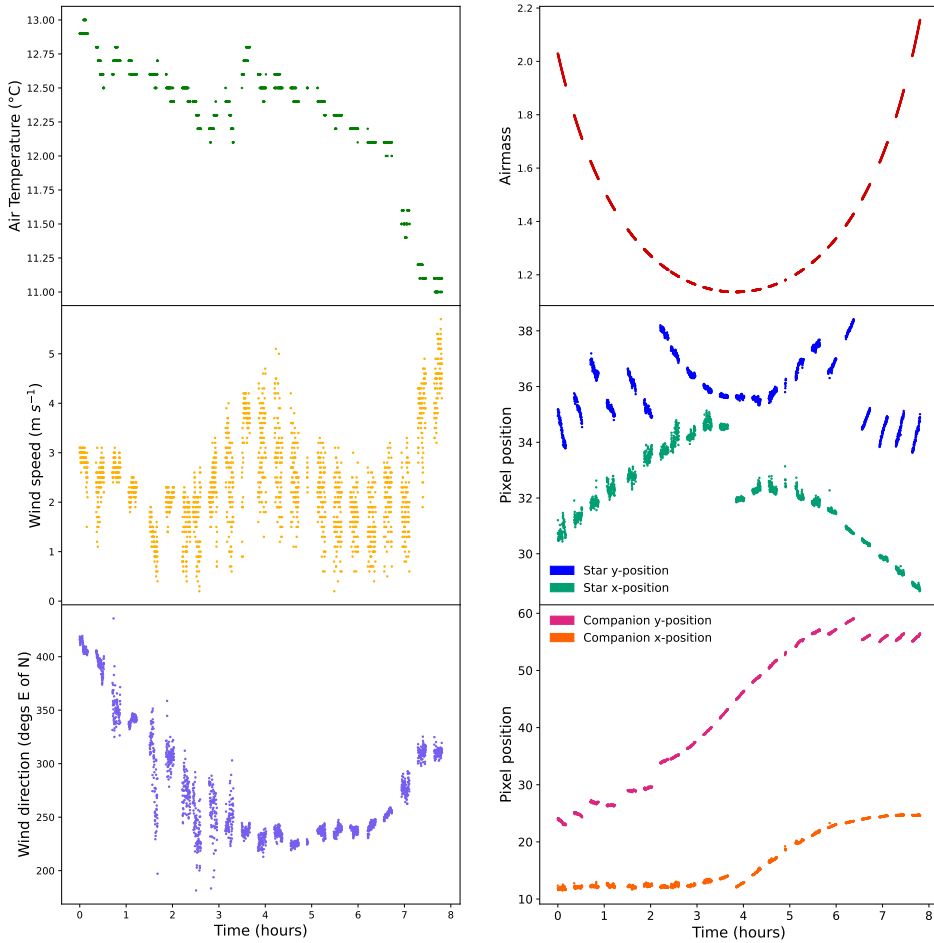 Air Temperature (°C)
13.00
12.75
12.50
12.25
12.00
11.75
11.50
11.25
11.00
Airmass
2.2
2.0
1.8
1.6
1.4
1.2
Wind speed (m s⁻¹)
5
4
3
2
1
0
Pixel position
38
36
34
32
30
Star y-position
Star x-position
Wind direction (degs E of N)
400
350
300
250
200
0 1 2 3 4 5 6 7 8
Time (hours)
Pixel position
60
50
40
30
20
10
Companion y-position
Companion x-position
0 1 2 3 4 5 6 7 8
Time (hours)